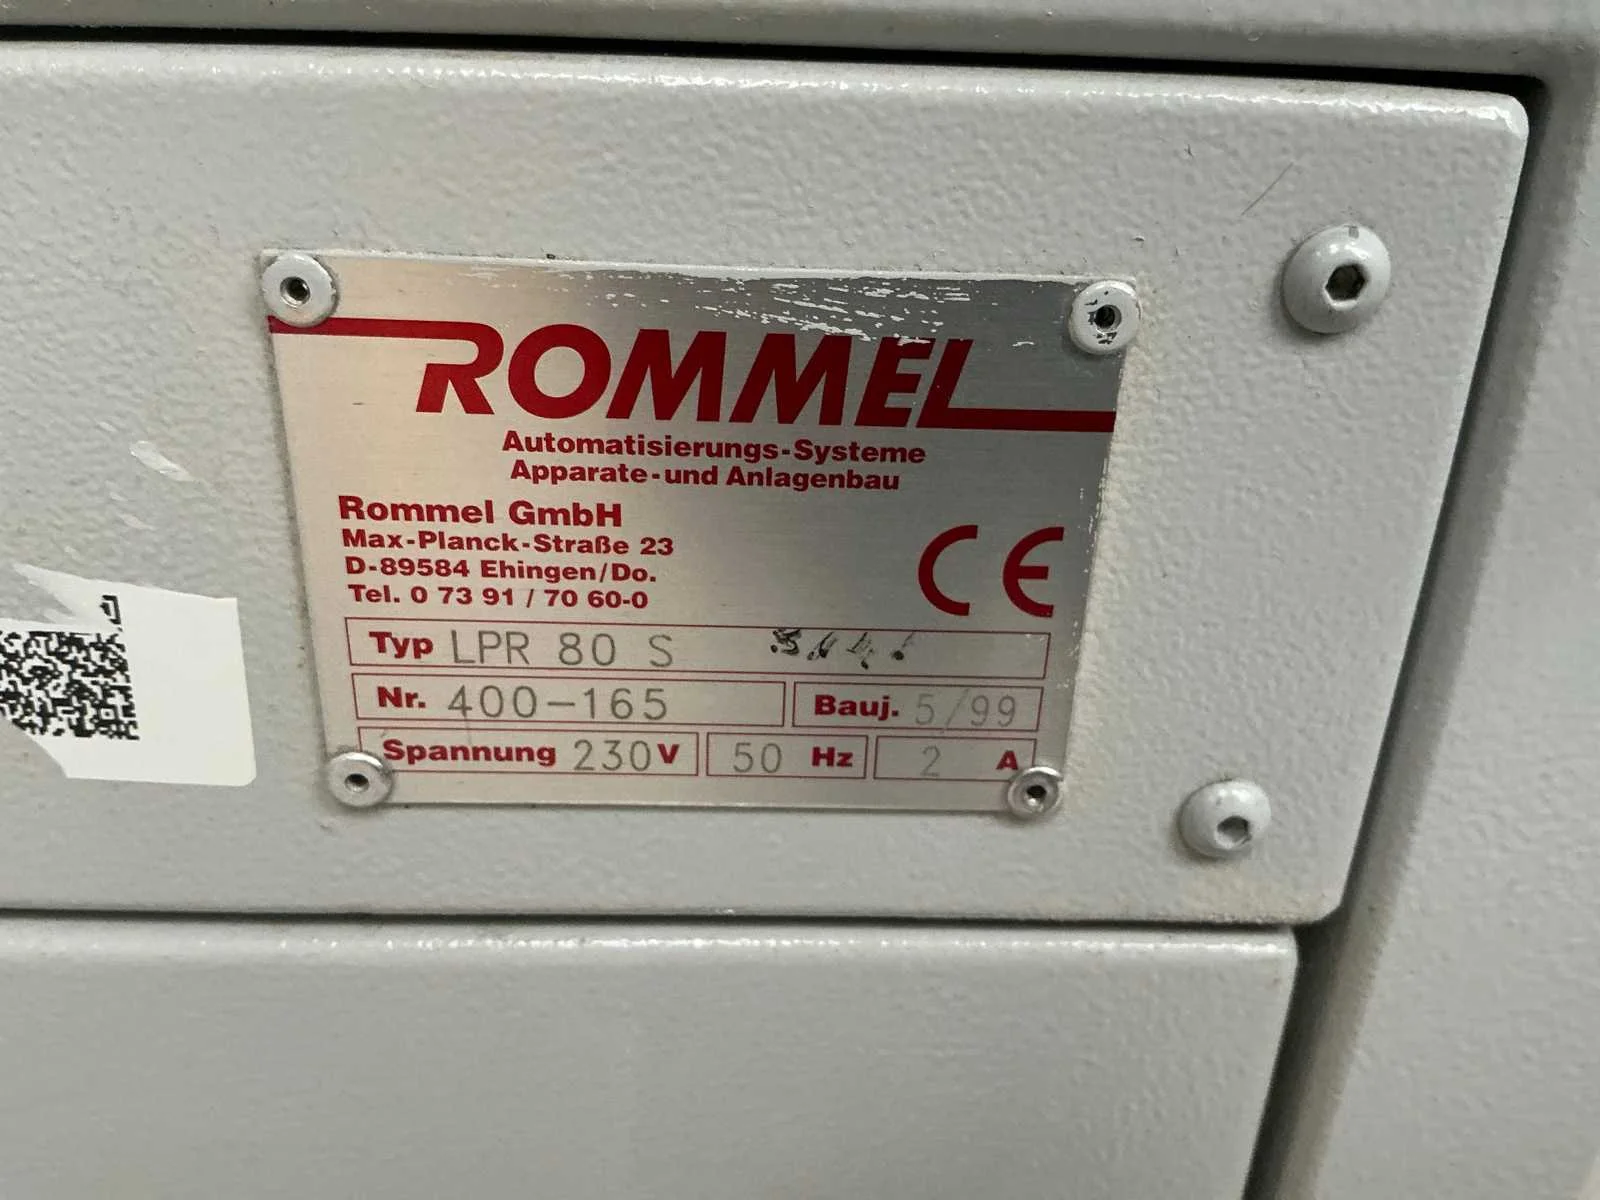 ROMMEL
Automatisierungs-Systeme
Apparate-und Anlagenbau
Rommel GmbH
Max-Planck-Straße 23
D-89584 Ehingen/Do.
Tel. 0 73 91 / 70 60-0
CE
Typ LPR 80 S
Nr. 400-165 Bauj. 5/99
Spannung 230 V 50 Hz 2 A